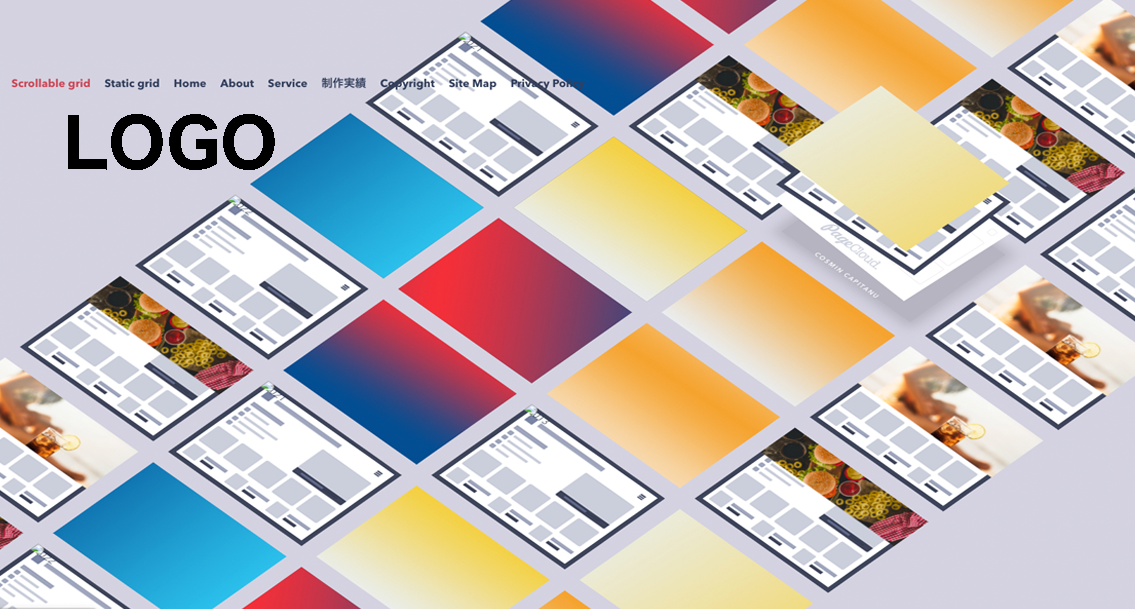 Scrollable grid Static grid Home About Service 制作実績 Copyright Site Map Privacy Policy
LOGO
PageCloud
COSMIN CAPITANU